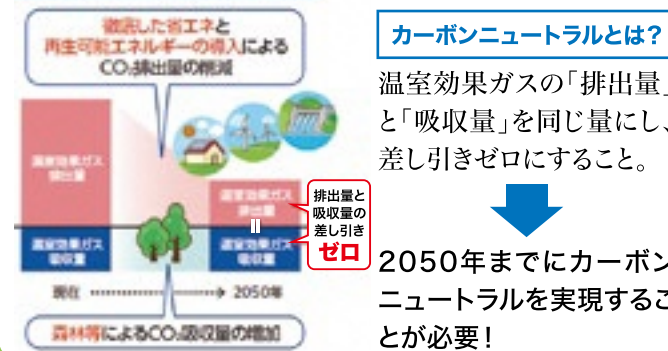 徹底した省エネと
再生可能エネルギーの導入による
CO₂排出量の削減
温室効果ガス
排出量
温室効果ガス
吸収量
温室効果ガス
排出量
温室効果ガス
吸収量
排出量と
吸収量の
差し引き
ゼロ
現在
2050年
森林等によるCO₂吸収量の増加
カーボンニュートラルとは?
温室効果ガスの「排出量」
と「吸収量」を同じ量にし、
差し引きゼロにすること。
2050年までにカーボン
ニュートラルを実現するこ
とが必要!